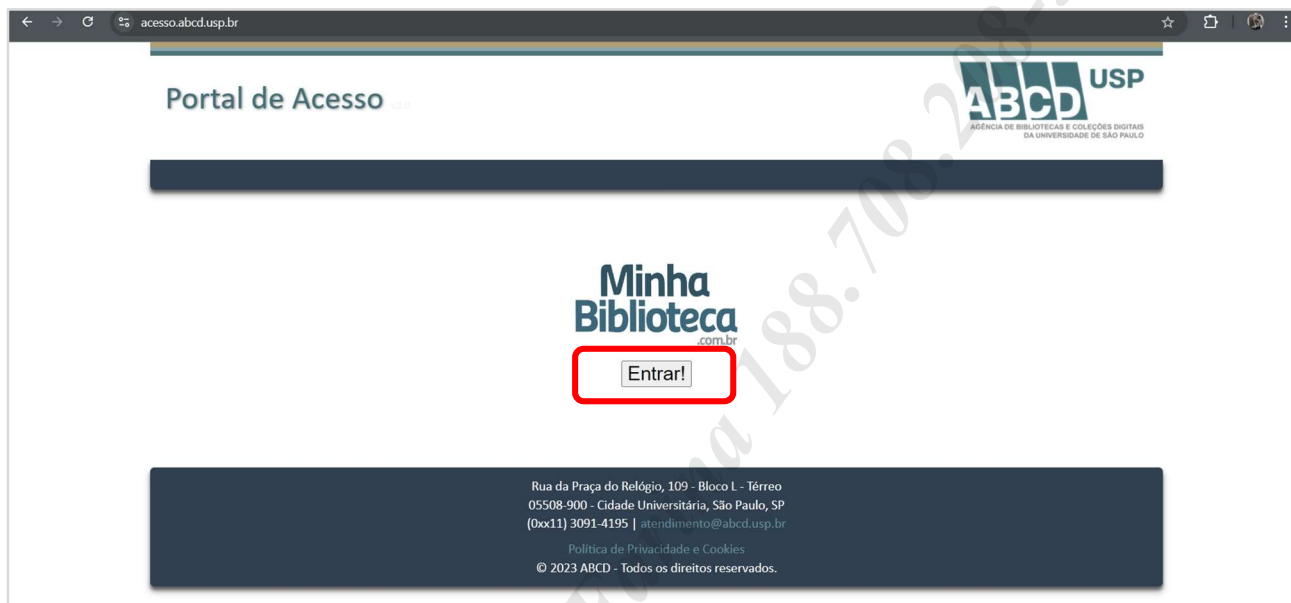 acesso.abcd.usp.br
Portal de Acesso
ABCD USP
AGÊNCIA DE BIBLIOTECAS E COLEÇÕES DIGITAIS
DA UNIVERSIDADE DE SÃO PAULO
Minha
Biblioteca
.com.br
Entrar!
Rua da Praça do Relógio, 109 - Bloco L - Térreo
05508-900 - Cidade Universitária, São Paulo, SP
(0xx11) 3091-4195 | atendimento@abcd.usp.br
Política de Privacidade e Cookies
© 2023 ABCD - Todos os direitos reservados.